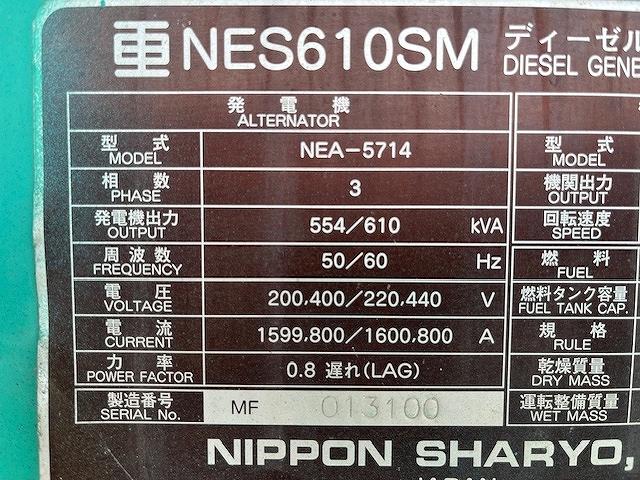 NES610SM ディーゼル
DIESEL GENE
発電機
ALTERNATOR
型式 MODEL NEA-5714
相数 PHASE 3
発電機出力 OUTPUT 554/610 kVA
周波数 FREQUENCY 50/60 Hz
電圧 VOLTAGE 200,400/220,440 V
電流 CURRENT 1599,800/1600,800 A
力率 POWER FACTOR 0.8 遅れ(LAG)
製造番号 SERIAL No. MF 013100
型式 MODEL
機関出力 OUTPUT
回転速度 SPEED
燃料 FUEL
燃料タンク容量 FUEL TANK CAP.
規格 RULE
乾燥質量 DRY MASS
運転整備質量 WET MASS
NIPPON SHARYO,